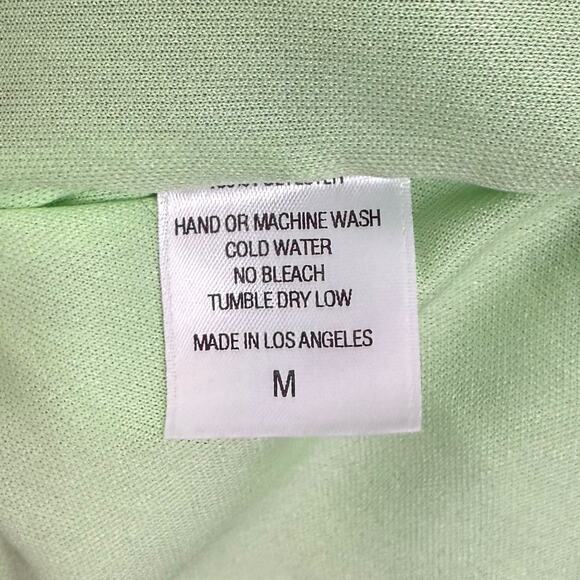 HAND OR MACHINE WASH
COLD WATER
NO BLEACH
TUMBLE DRY LOW
MADE IN LOS ANGELES
M